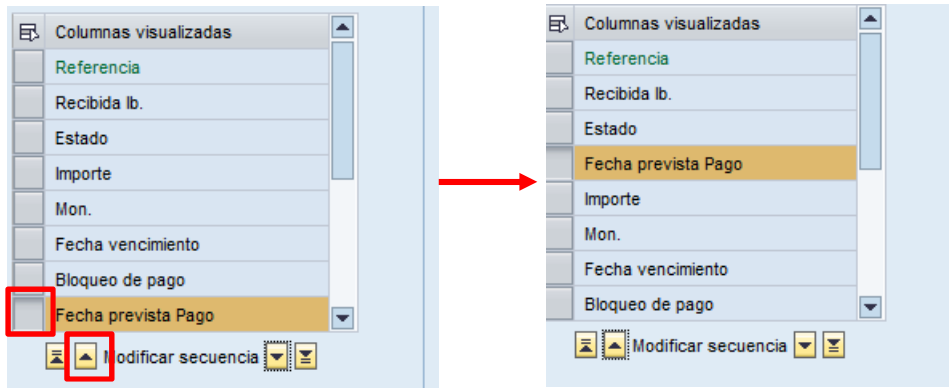 Columnas visualizadas
Referencia
Recibida lb.
Estado
Importe
Mon.
Fecha vencimiento
Bloqueo de pago
Fecha prevista Pago
Modificar secuencia
Columnas visualizadas
Referencia
Recibida lb.
Estado
Fecha prevista Pago
Importe
Mon.
Fecha vencimiento
Bloqueo de pago
Modificar secuencia